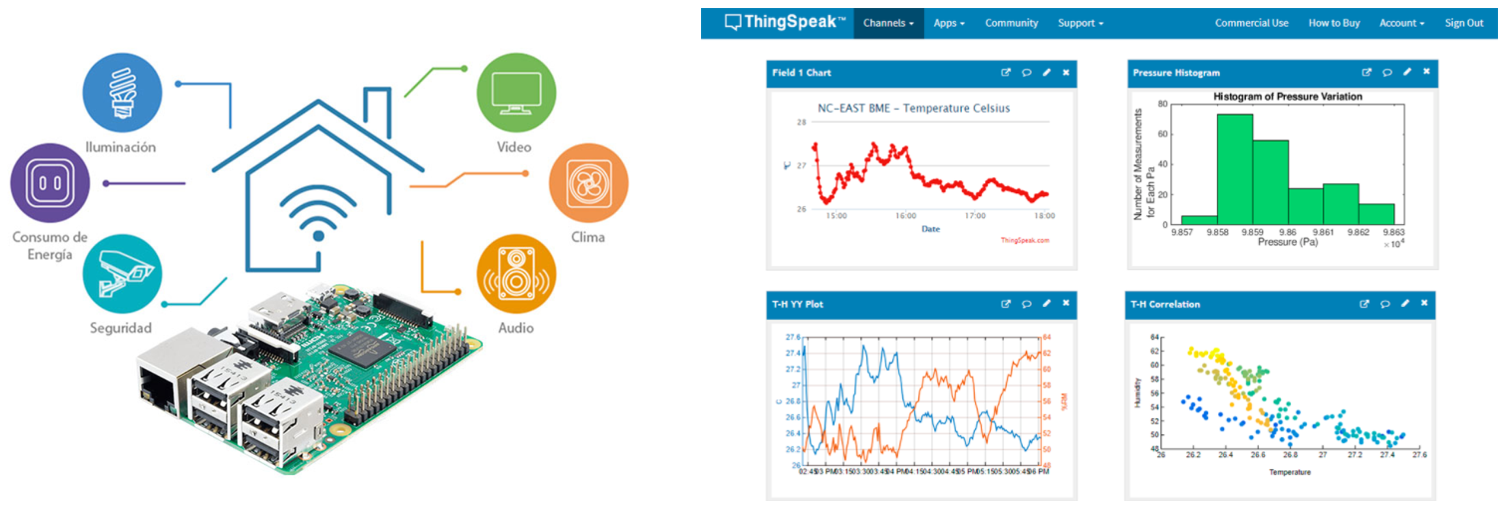 Iluminación
Video
Consumo de
Energía
Clima
Seguridad
Audio
ThingSpeak™
Channels
Apps
Community
Support
Commercial Use
How to Buy
Account
Sign Out
Field 1 Chart
NC-EAST BME – Temperature Celsius
28
27
26
°C
15:00
16:00
17:00
18:00
Date
ThingSpeak.com
Pressure Histogram
Histogram of Pressure Variation
80
60
40
20
0
Number of Measurements
for Each Pa
9.857
9.858
9.859
9.86
9.861
9.862
9.863
Pressure (Pa)
×10⁴
T-H YY Plot
27.6
27.4
27.2
27
26.8
26.6
26.4
26.2
26
C
64
62
60
58
56
54
52
50
48
T-H Correlation
64
62
60
58
56
54
52
50
48
Humidity
26
26.2
26.4
26.6
26.8
27
27.2
27.4
27.6
Temperature